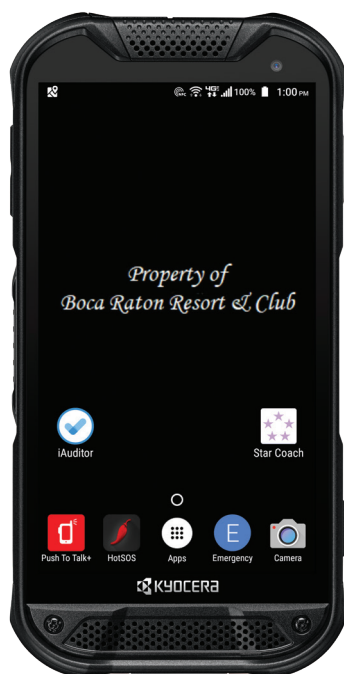 4G 100% 1:00 PM
Property of
Boca Raton Resort & Club
iAuditor
Star Coach
E
Push To Talk+ HotSOS Apps Emergency Camera
KYOCERA